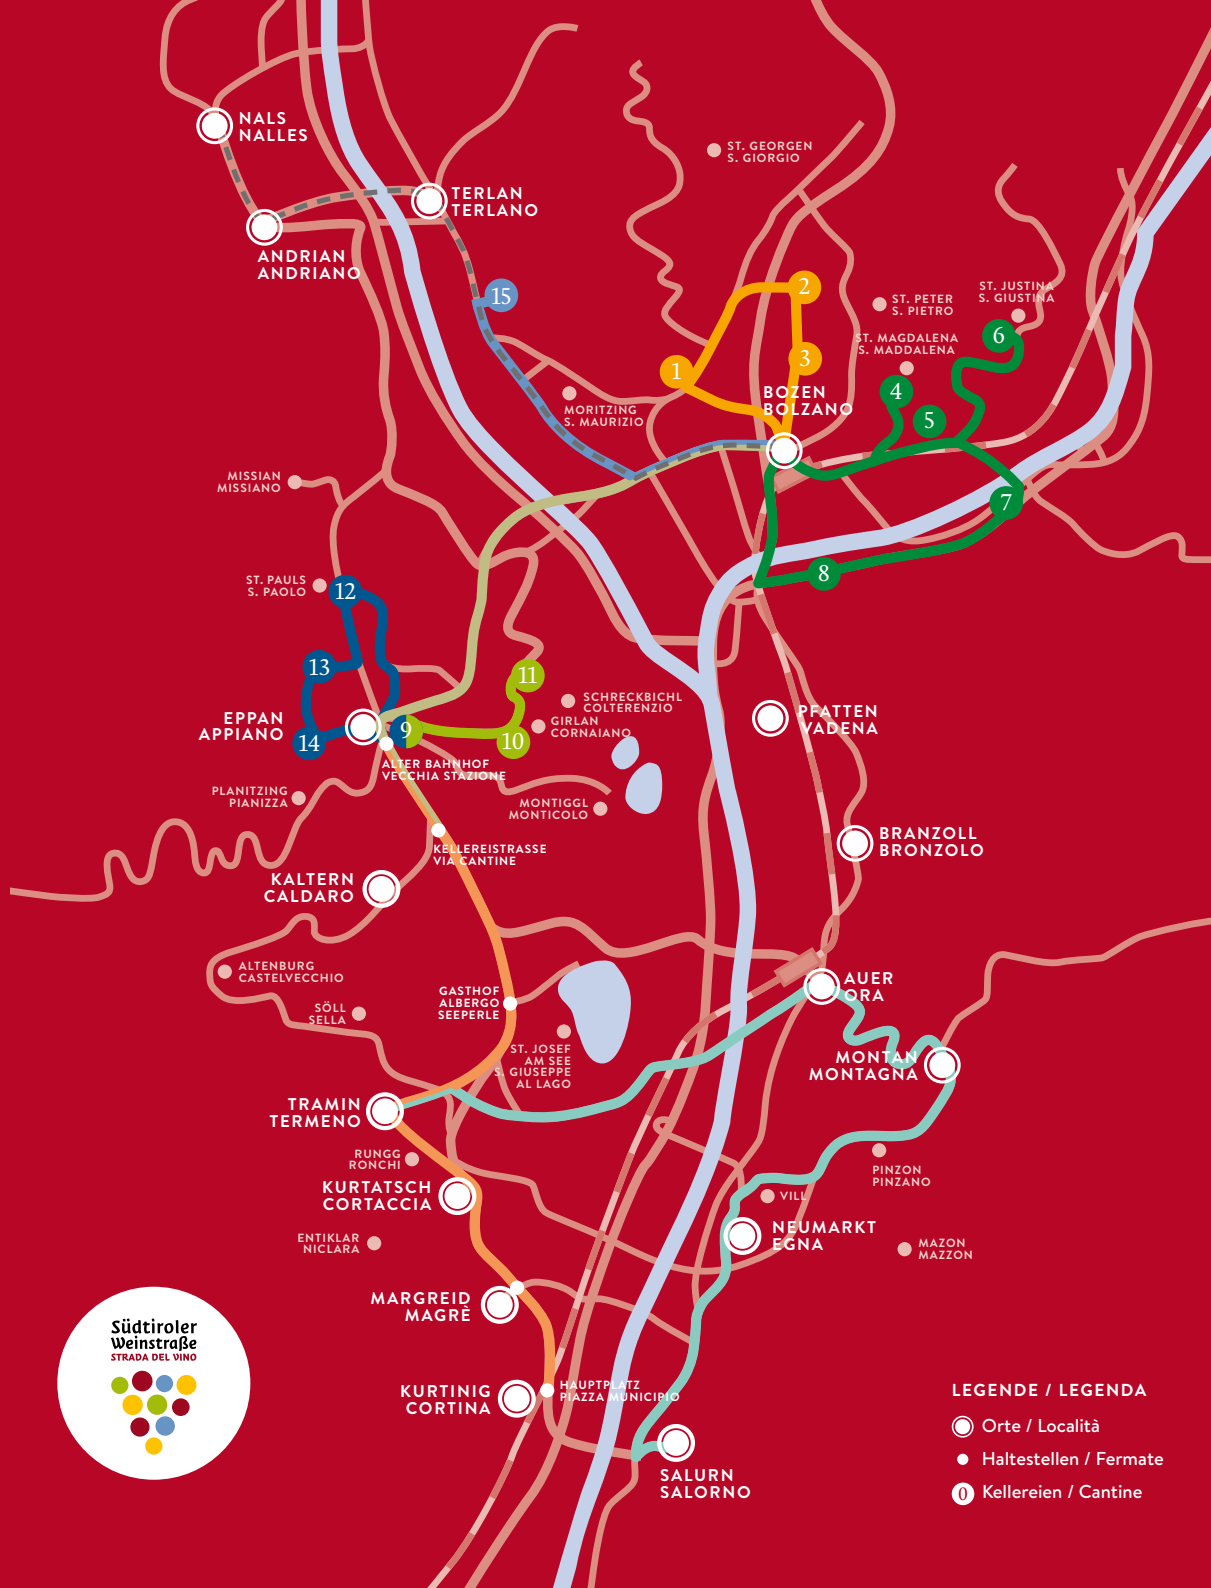 NALS
NALLES
TERLAN
TERLANO
ANDRIAN
ANDRIANO
ST. GEORGEN
S. GIORGIO
15
2
ST. PETER
S. PIETRO
ST. JUSTINA
S. GIUSTINA
6
ST. MAGDALENA
S. MADDALENA
3
1
4
5
BOZEN
BOLZANO
MORITZING
S. MAURIZIO
MISSIAN
MISSIANO
7
8
ST. PAULS
S. PAOLO
12
13
11
SCHRECKBICHL
COLTERENZIO
GIRLAN
CORNAIANO
EPPAN
APPIANO
14
9
10
PFATTEN
VADENA
ALTER BAHNHOF
VECCHIA STAZIONE
PLANITZING
PIANIZZA
MONTIGGL
MONTICOLO
KELLEREISTRASSE
VIA CANTINE
BRANZOLL
BRONZOLO
KALTERN
CALDARO
ALTENBURG
CASTELVECCHIO
SÖLL
SELLA
GASTHOF
ALBERGO
SEEPERLE
AUER
ORA
ST. JOSEF
AM SEE
S. GIUSEPPE
AL LAGO
MONTAN
MONTAGNA
TRAMIN
TERMENO
RUNGG
RONCHI
PINZON
PINZANO
KURTATSCH
CORTACCIA
VILL
NEUMARKT
EGNA
ENTIKLAR
NICLARA
MAZON
MAZZON
MARGREID
MAGRÈ
KURTINIG
CORTINA
HAUPTPLATZ
PIAZZA MUNICIPIO
SALURN
SALORNO
Südtiroler
Weinstraße
STRADA DEL VINO
LEGENDE / LEGENDA
Orte / Località
Haltestellen / Fermate
0 Kellereien / Cantine